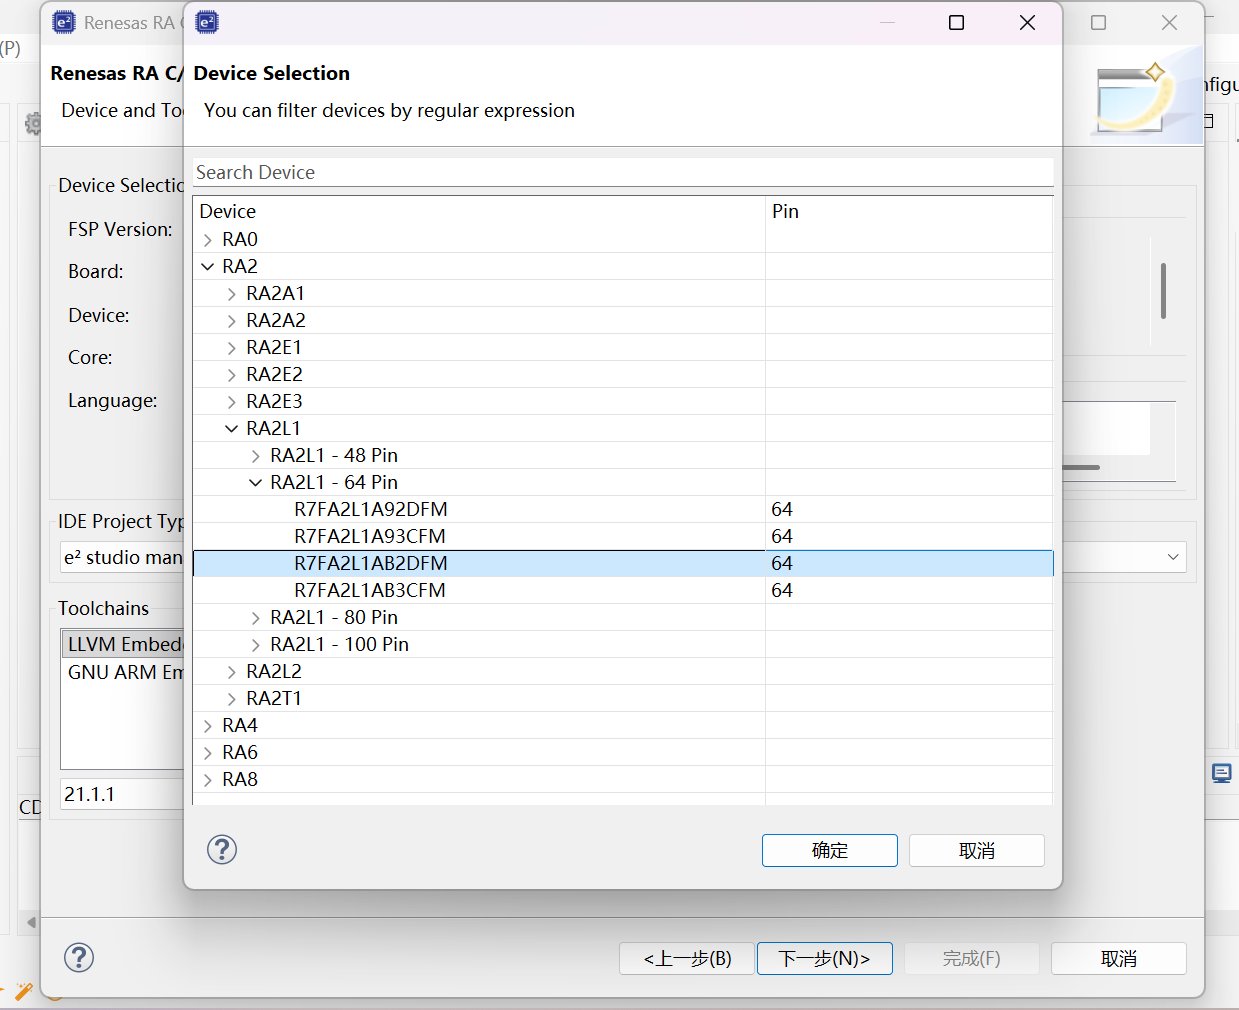 Renesas RA C
(P)
Renesas RA C/
Device Selection
Device and To
You can filter devices by regular expression
nfigu
Search Device
Device Selectio
FSP Version:
Board:
Device:
Core:
Language:
IDE Project Typ
e² studio man
Toolchains
LLVM Embed
GNU ARM Em
21.1.1
CD
Device Pin
RA0
RA2
RA2A1
RA2A2
RA2E1
RA2E2
RA2E3
RA2L1
RA2L1 - 48 Pin
RA2L1 - 64 Pin
R7FA2L1A92DFM 64
R7FA2L1A93CFM 64
R7FA2L1AB2DFM 64
R7FA2L1AB3CFM 64
RA2L1 - 80 Pin
RA2L1 - 100 Pin
RA2L2
RA2T1
RA4
RA6
RA8
确定 取消
<上一步(B) 下一步(N)> 完成(F) 取消